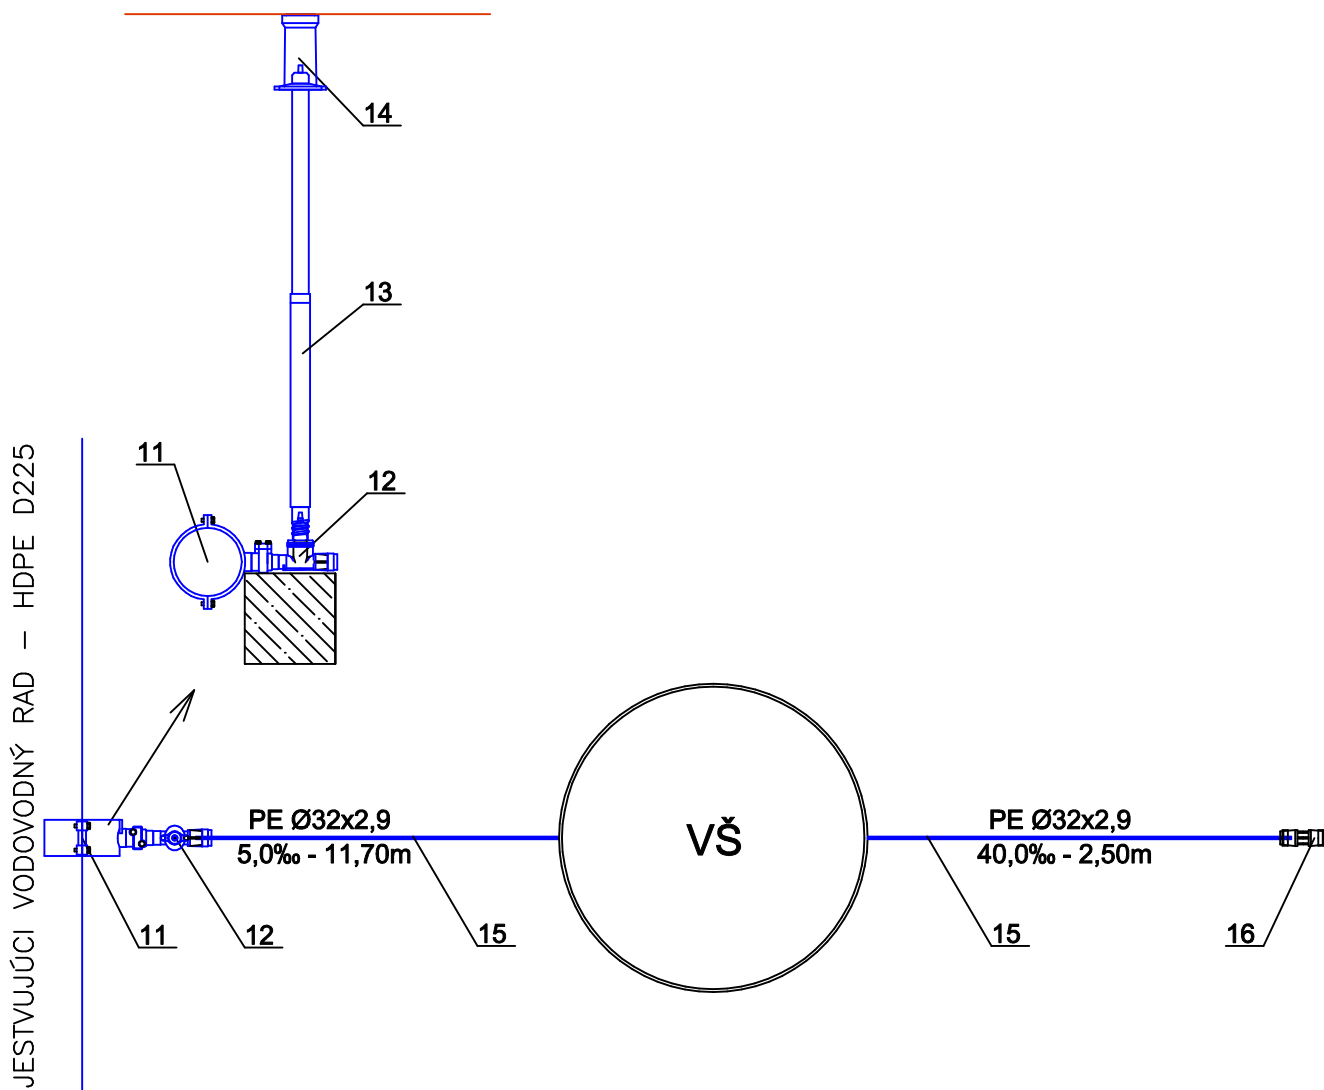 14
13
11
12
JESTVUJÚCI VODOVODNÝ RAD - HDPE D225
PE Ø32x2,9
5,0‰ - 11,70m
VŠ
PE Ø32x2,9
40,0‰ - 2,50m
11
12
15
15
16